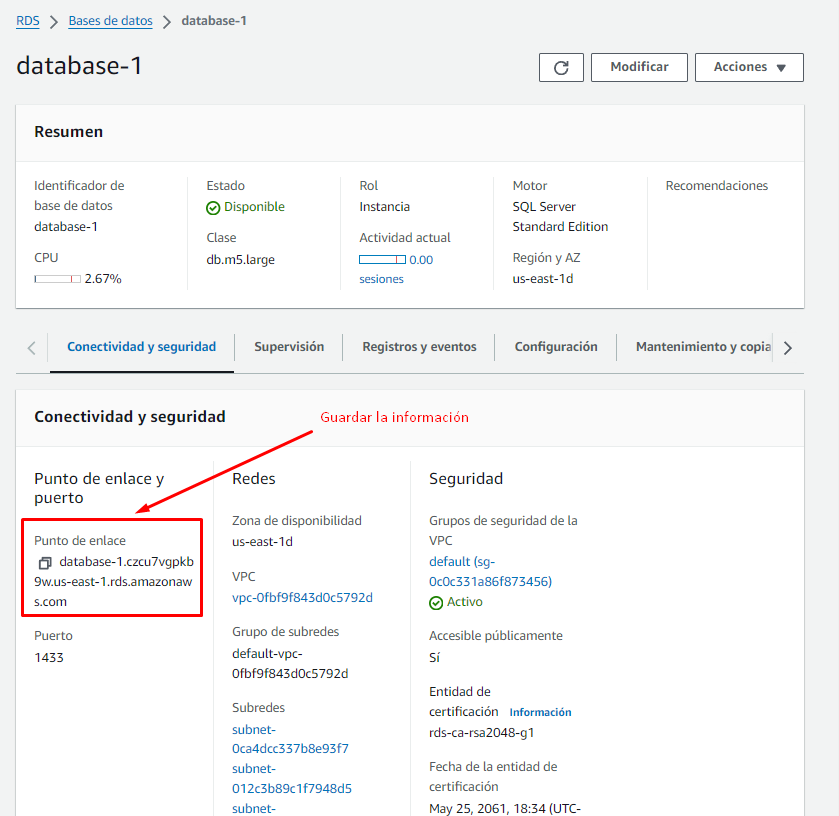 RDS > Bases de datos > database-1
database-1
Modificar
Acciones
Resumen
Identificador de
base de datos
database-1
CPU
2.67%
Estado
Disponible
Clase
db.m5.large
Rol
Instancia
Actividad actual
0.00
sesiones
Motor
SQL Server
Standard Edition
Región y AZ
us-east-1d
Recomendaciones
Conectividad y seguridad
Supervisión
Registros y eventos
Configuración
Mantenimiento y copia
Conectividad y seguridad
Guardar la información
Punto de enlace y
puerto
Punto de enlace
database-1.czcu7vgpkb
9w.us-east-1.rds.amazonaw
s.com
Puerto
1433
Redes
Zona de disponibilidad
us-east-1d
VPC
vpc-0fbf9f843d0c5792d
Grupo de subredes
default-vpc-
0fbf9f843d0c5792d
Subredes
subnet-
0ca4dcc337b8e93f7
subnet-
012c3b89c1f7948d5
subnet-
Seguridad
Grupos de seguridad de la
VPC
default (sg-
0c0c331a86f873456)
Activo
Accesible públicamente
Sí
Entidad de
certificación Información
rds-ca-rsa2048-g1
Fecha de la entidad de
certificación
May 25, 2061, 18:34 (UTC-